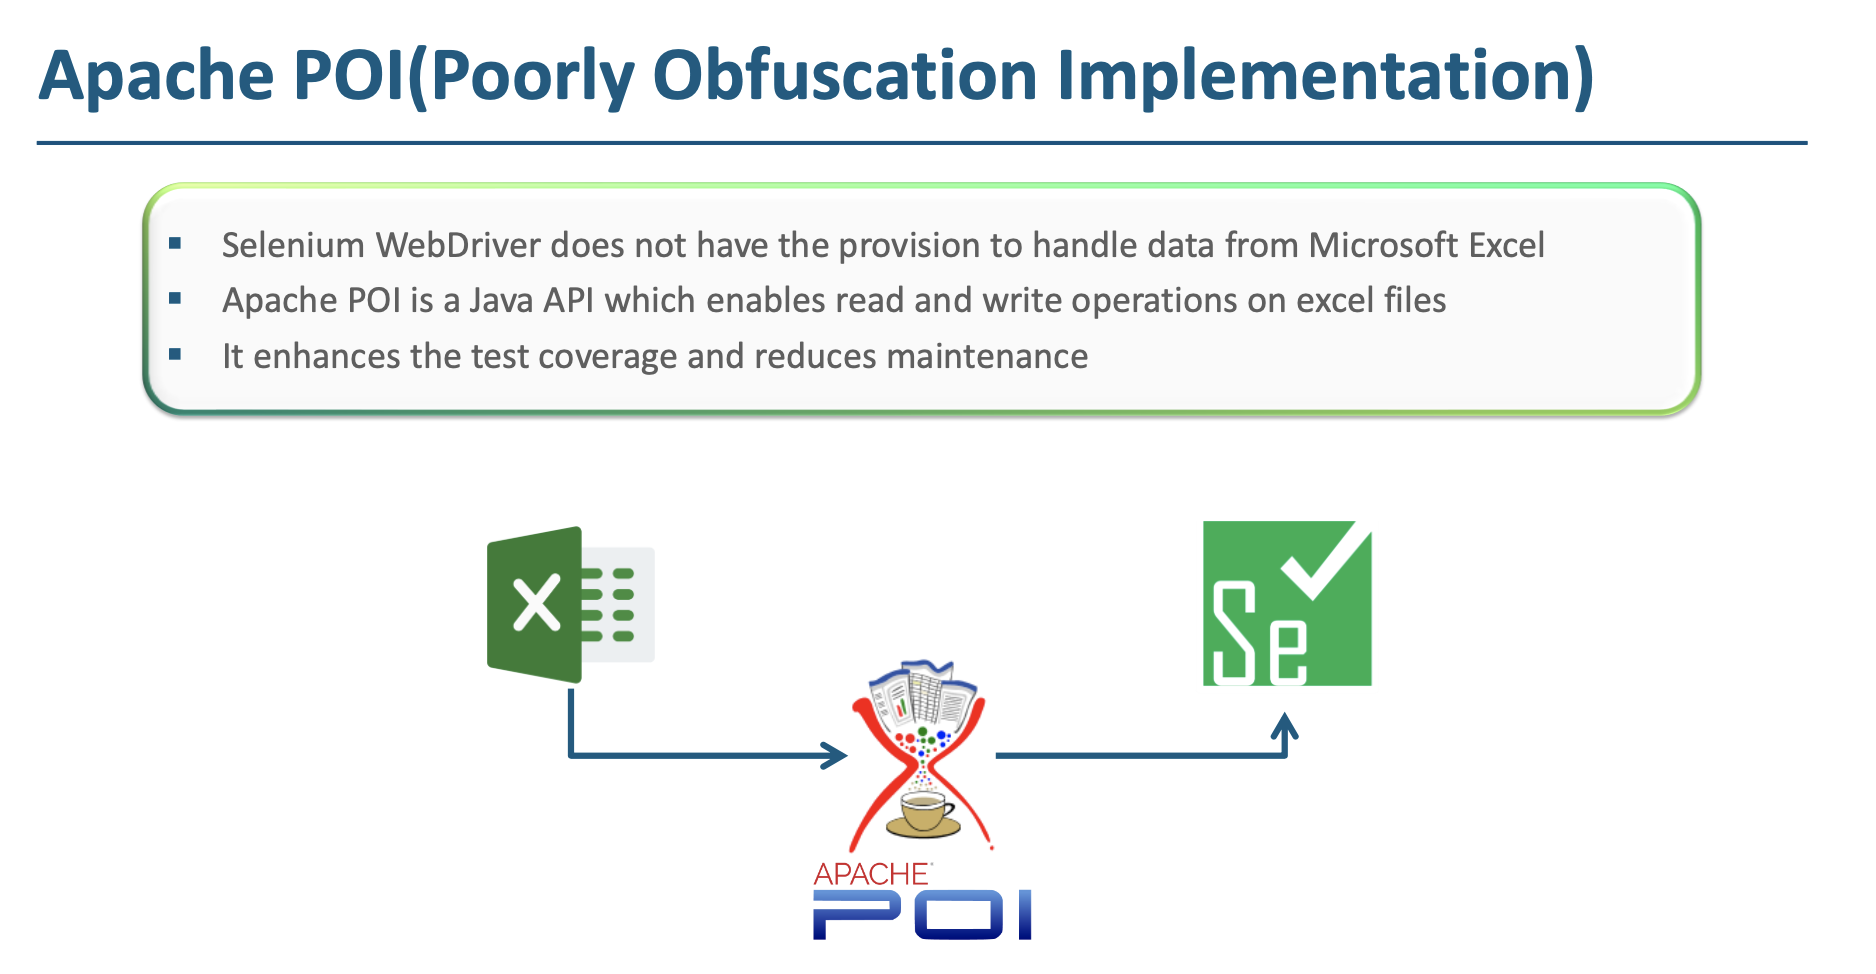 Apache POI(Poorly Obfuscation Implementation)
Selenium WebDriver does not have the provision to handle data from Microsoft Excel
Apache POI is a Java API which enables read and write operations on excel files
It enhances the test coverage and reduces maintenance
X
Se
APACHE
POI